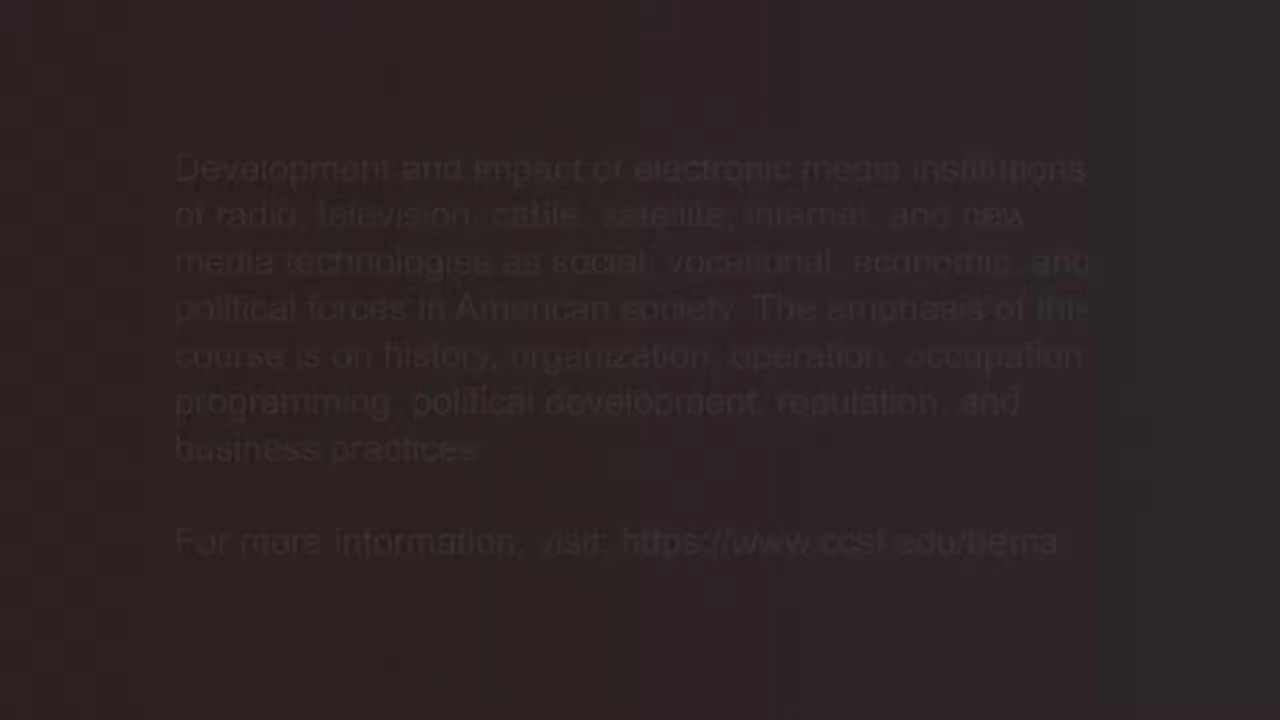 Development and impact of electronic media institutions
of radio, television, cable, satellite, internet, and new
media technologies as social, vocational, economic, and
political forces in American society. The emphasis of this
course is on history, organization, operation, occupation,
programming, political development, regulation, and
business practices.
For more information, visit: https://www.ccsf.edu/bema